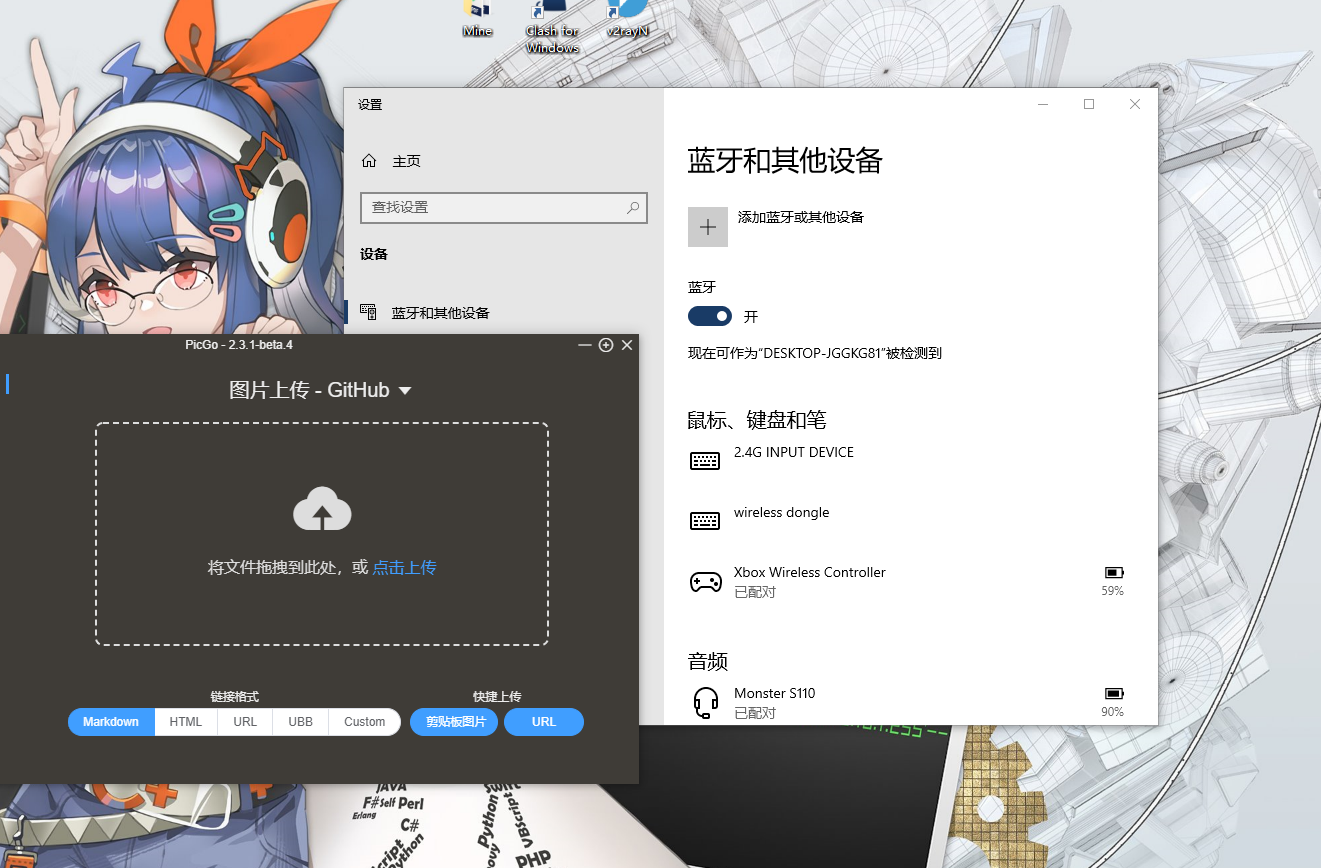 Mine
Clash for
Windows
v2rayN
设置
主页
查找设置
设备
蓝牙和其他设备
蓝牙和其他设备
添加蓝牙或其他设备
蓝牙
开
现在可作为“DESKTOP-JGGKG81”被检测到
鼠标、键盘和笔
2.4G INPUT DEVICE
wireless dongle
Xbox Wireless Controller
已配对
59%
音频
Monster S110
已配对
90%
PicGo - 2.3.1-beta.4
图片上传 - GitHub
将文件拖拽到此处，或 点击上传
链接格式
快捷上传
Markdown
HTML
URL
UBB
Custom
剪贴板图片
URL
C++
JAVA
F# Self Perl
Erlang
C#
Python
Python
VBscript
PHP